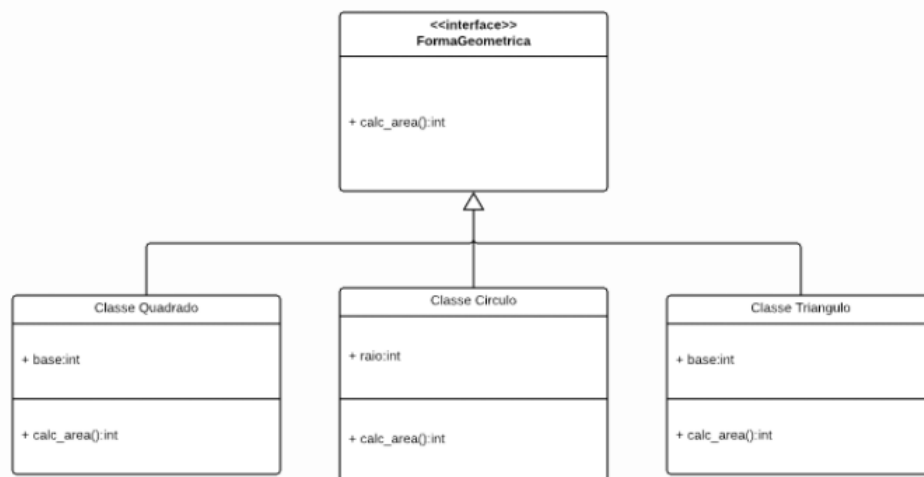 <<interface>>
FormaGeometrica
+ calc_area():int
Classe Quadrado
+ base:int
+ calc_area():int
Classe Circulo
+ raio:int
+ calc_area():int
Classe Triangulo
+ base:int
+ calc_area():int